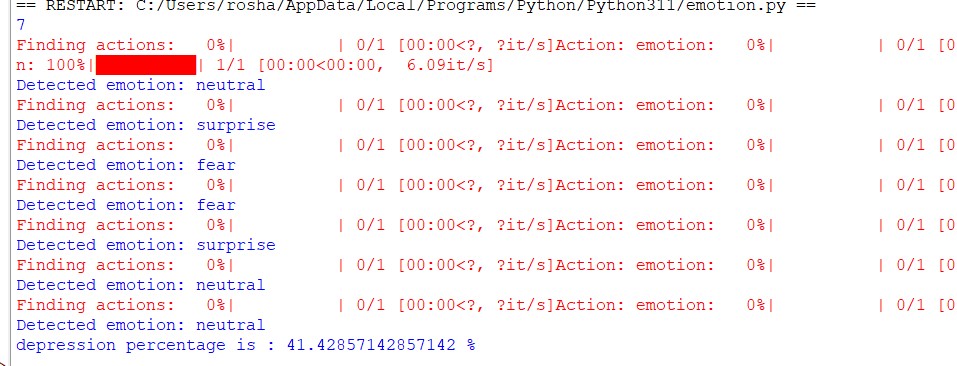 == RESTART: C:/Users/rosha/AppData/Local/Programs/Python/Python311/emotion.py ==
7
Finding actions:   0%|          | 0/1 [00:00<?, ?it/s]Action: emotion:   0%|          | 0/1 [0
n: 100%|██████████| 1/1 [00:00<00:00,  6.09it/s]
Detected emotion: neutral
Finding actions:   0%|          | 0/1 [00:00<?, ?it/s]Action: emotion:   0%|          | 0/1 [0
Detected emotion: surprise
Finding actions:   0%|          | 0/1 [00:00<?, ?it/s]Action: emotion:   0%|          | 0/1 [0
Detected emotion: fear
Finding actions:   0%|          | 0/1 [00:00<?, ?it/s]Action: emotion:   0%|          | 0/1 [0
Detected emotion: fear
Finding actions:   0%|          | 0/1 [00:00<?, ?it/s]Action: emotion:   0%|          | 0/1 [0
Detected emotion: surprise
Finding actions:   0%|          | 0/1 [00:00<?, ?it/s]Action: emotion:   0%|          | 0/1 [0
Detected emotion: neutral
Finding actions:   0%|          | 0/1 [00:00<?, ?it/s]Action: emotion:   0%|          | 0/1 [0
Detected emotion: neutral
depression percentage is : 41.42857142857142 %